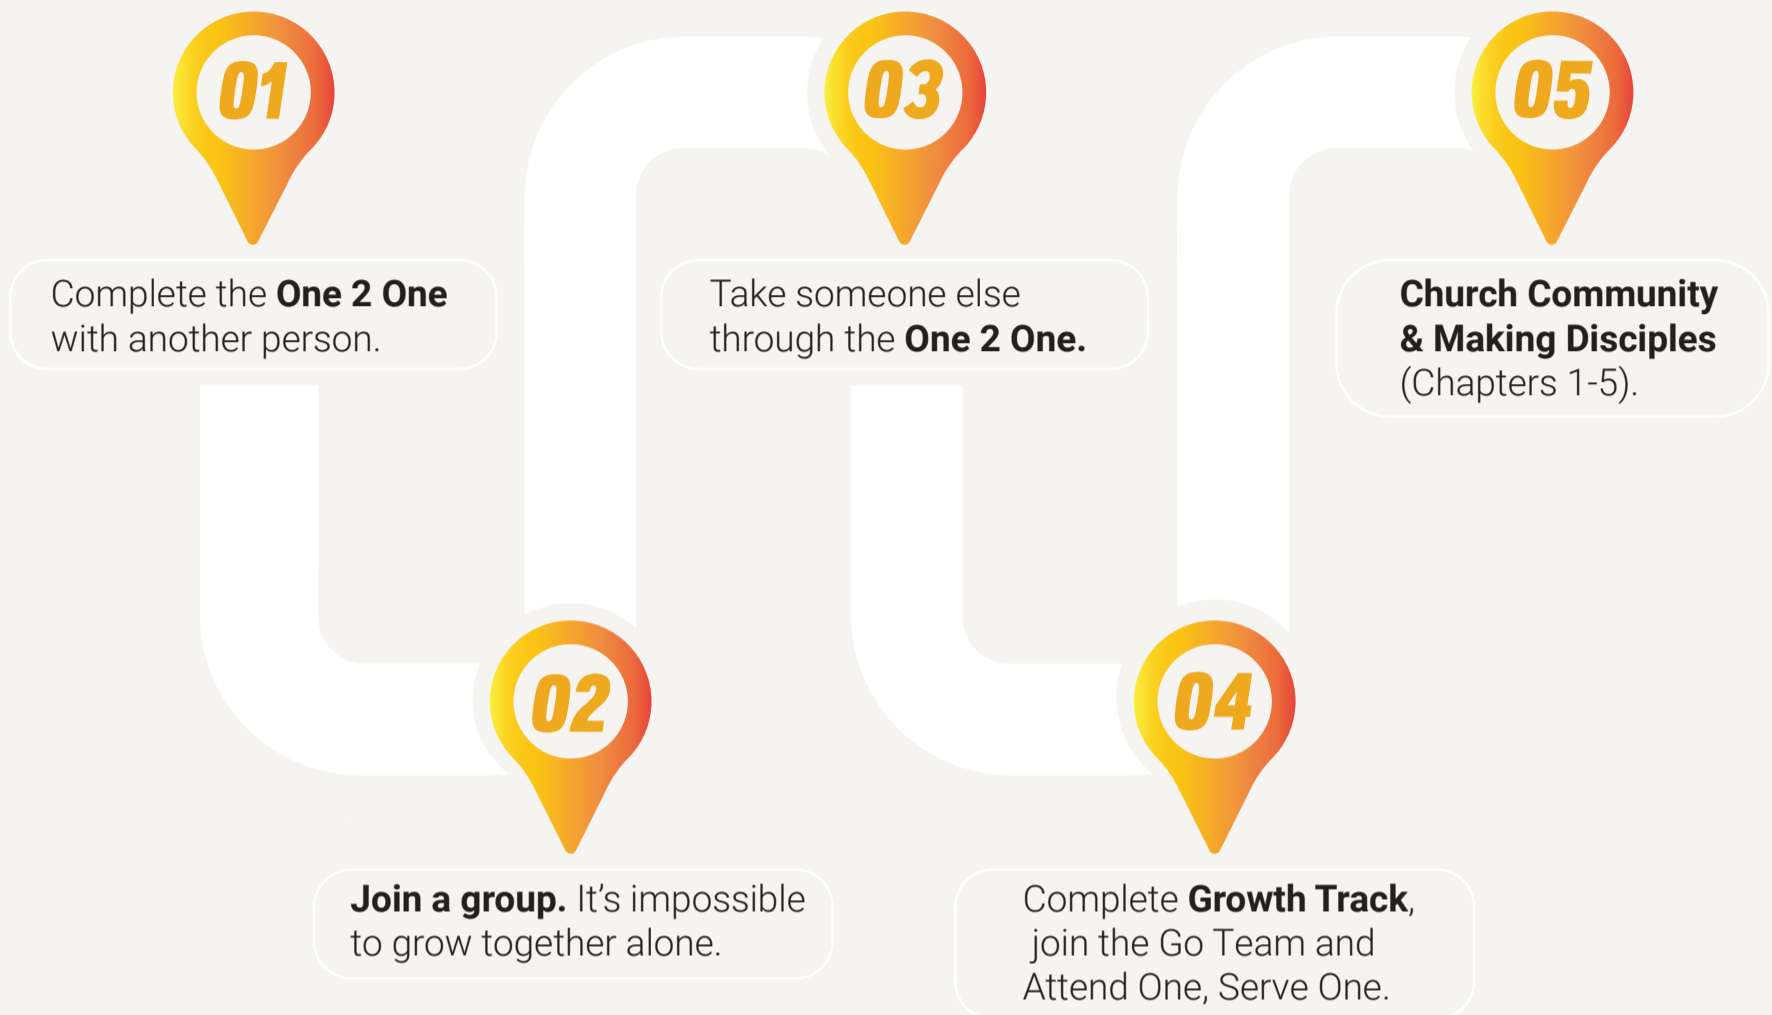 01
Complete the One 2 One
with another person.
02
Join a group. It's impossible
to grow together alone.
03
Take someone else
through the One 2 One.
04
Complete Growth Track,
join the Go Team and
Attend One, Serve One.
05
Church Community
& Making Disciples
(Chapters 1-5).